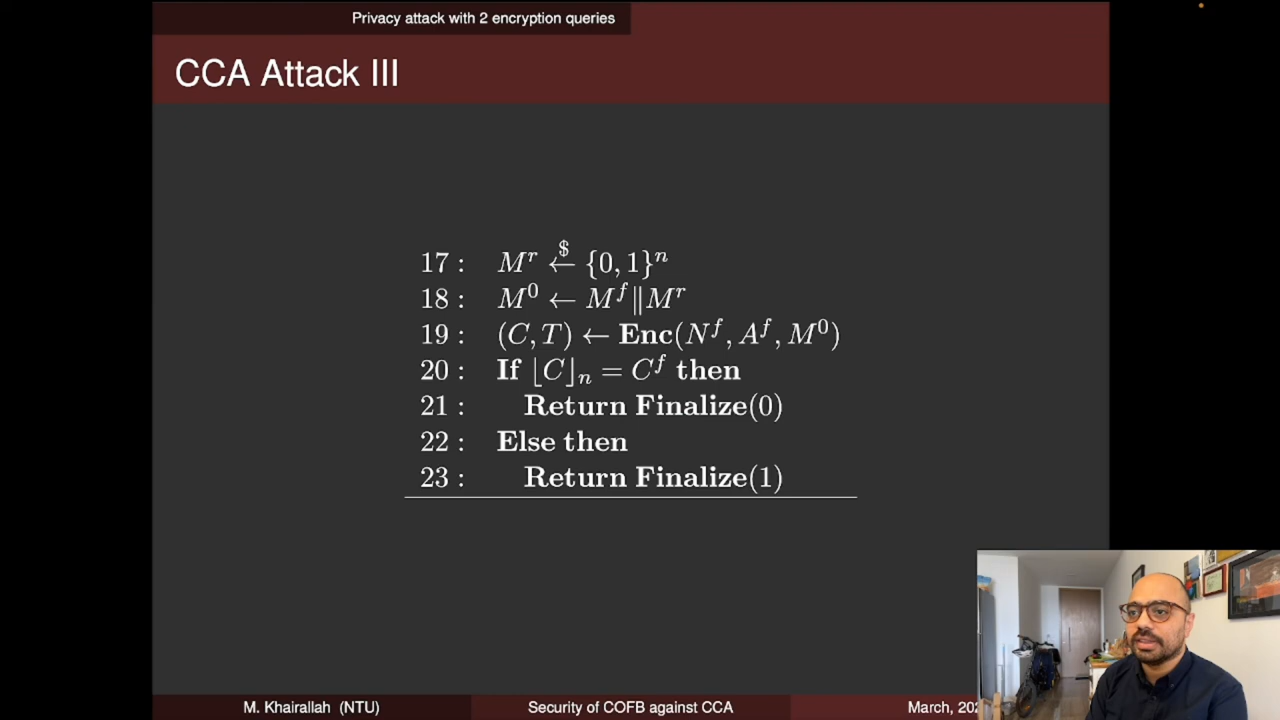 Privacy attack with 2 encryption queries
CCA Attack III
17 : M^r ←^$ {0, 1}^n
18 : M^0 ← M^f‖M^r
19 : (C, T) ← Enc(N^f, A^f, M^0)
20 : If ⌊C⌋_n = C^f then
21 : Return Finalize(0)
22 : Else then
23 : Return Finalize(1)
M. Khairallah (NTU) Security of COFB against CCA March,